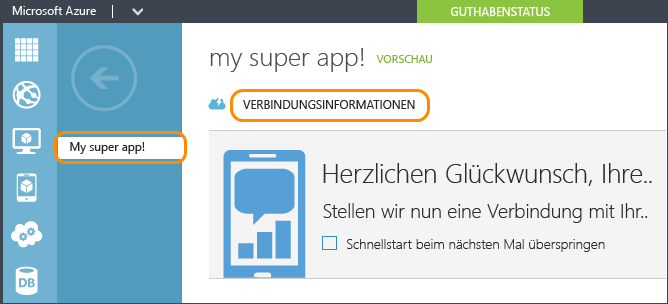 Microsoft Azure
GUTHABENSTATUS
my super app! VORSCHAU
VERBINDUNGSINFORMATIONEN
My super app!
Herzlichen Glückwunsch, Ihre..
Stellen wir nun eine Verbindung mit Ihr..
Schnellstart beim nächsten Mal überspringen
DB